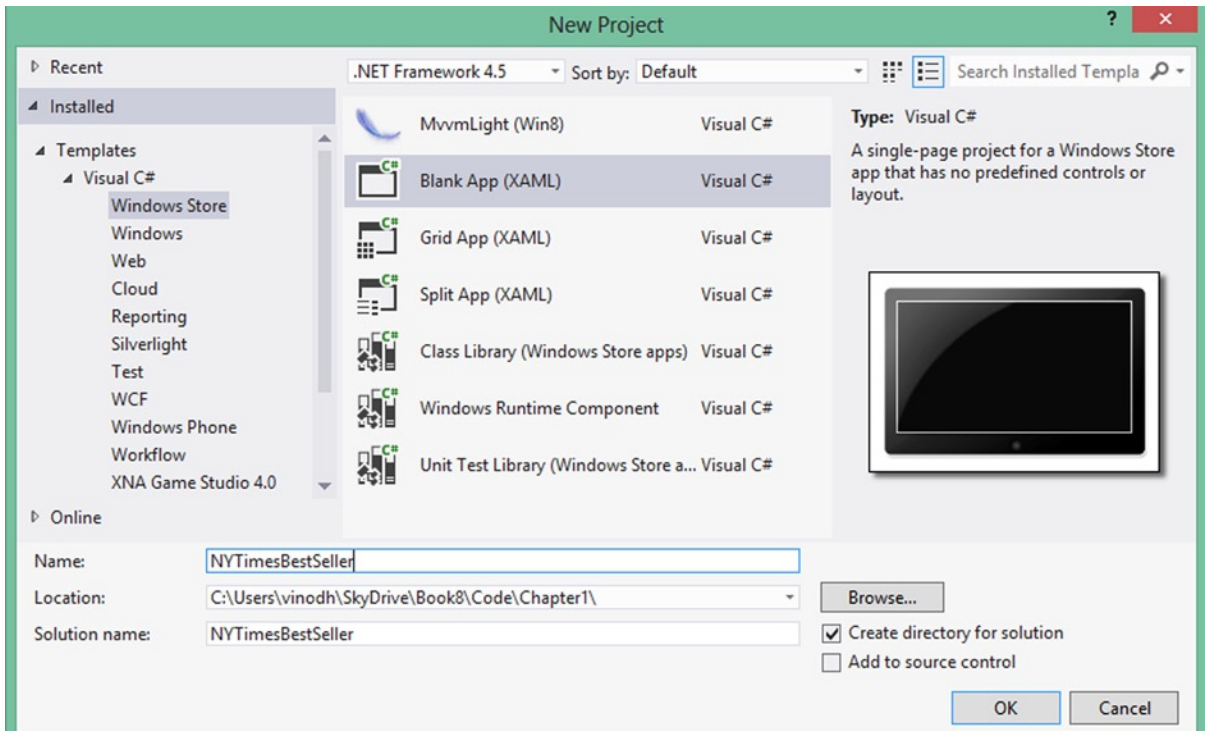 New Project
?
Recent
.NET Framework 4.5
Sort by: Default
Search Installed Templa
Installed
Templates
Visual C#
Windows Store
Windows
Web
Cloud
Reporting
Silverlight
Test
WCF
Windows Phone
Workflow
XNA Game Studio 4.0
Online
MvvmLight (Win8) Visual C#
C# Blank App (XAML) Visual C#
C# Grid App (XAML) Visual C#
C# Split App (XAML) Visual C#
C# Class Library (Windows Store apps) Visual C#
C# Windows Runtime Component Visual C#
C# Unit Test Library (Windows Store a... Visual C#
Type: Visual C#
A single-page project for a Windows Store
app that has no predefined controls or
layout.
Name: NYTimesBestSeller
Location: C:\Users\vinodh\SkyDrive\Book8\Code\Chapter1\
Browse...
Solution name: NYTimesBestSeller
Create directory for solution
Add to source control
OK Cancel